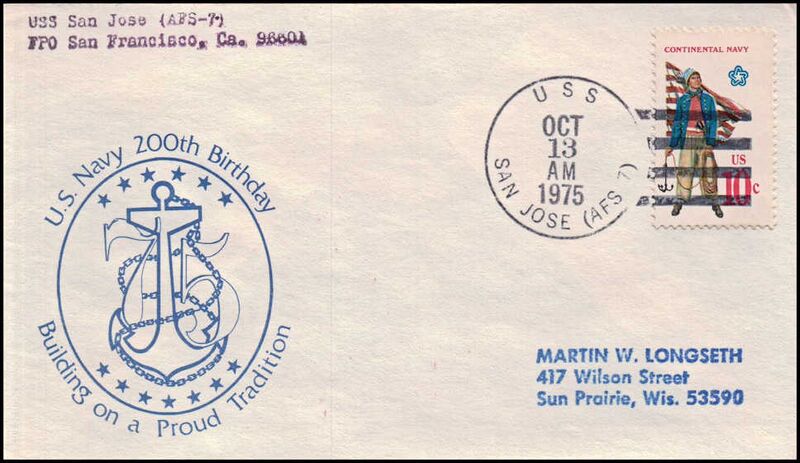 USS San Jose (AFS-7)
FPO San Francisco, Ca. 96601
CONTINENTAL NAVY
US
10c
USS
OCT
13
AM
1975
SAN JOSE (AFS 7)
U.S. Navy 200th Birthday
75
Building on a Proud Tradition
MARTIN W. LONGSETH
417 Wilson Street
Sun Prairie, Wis. 53590